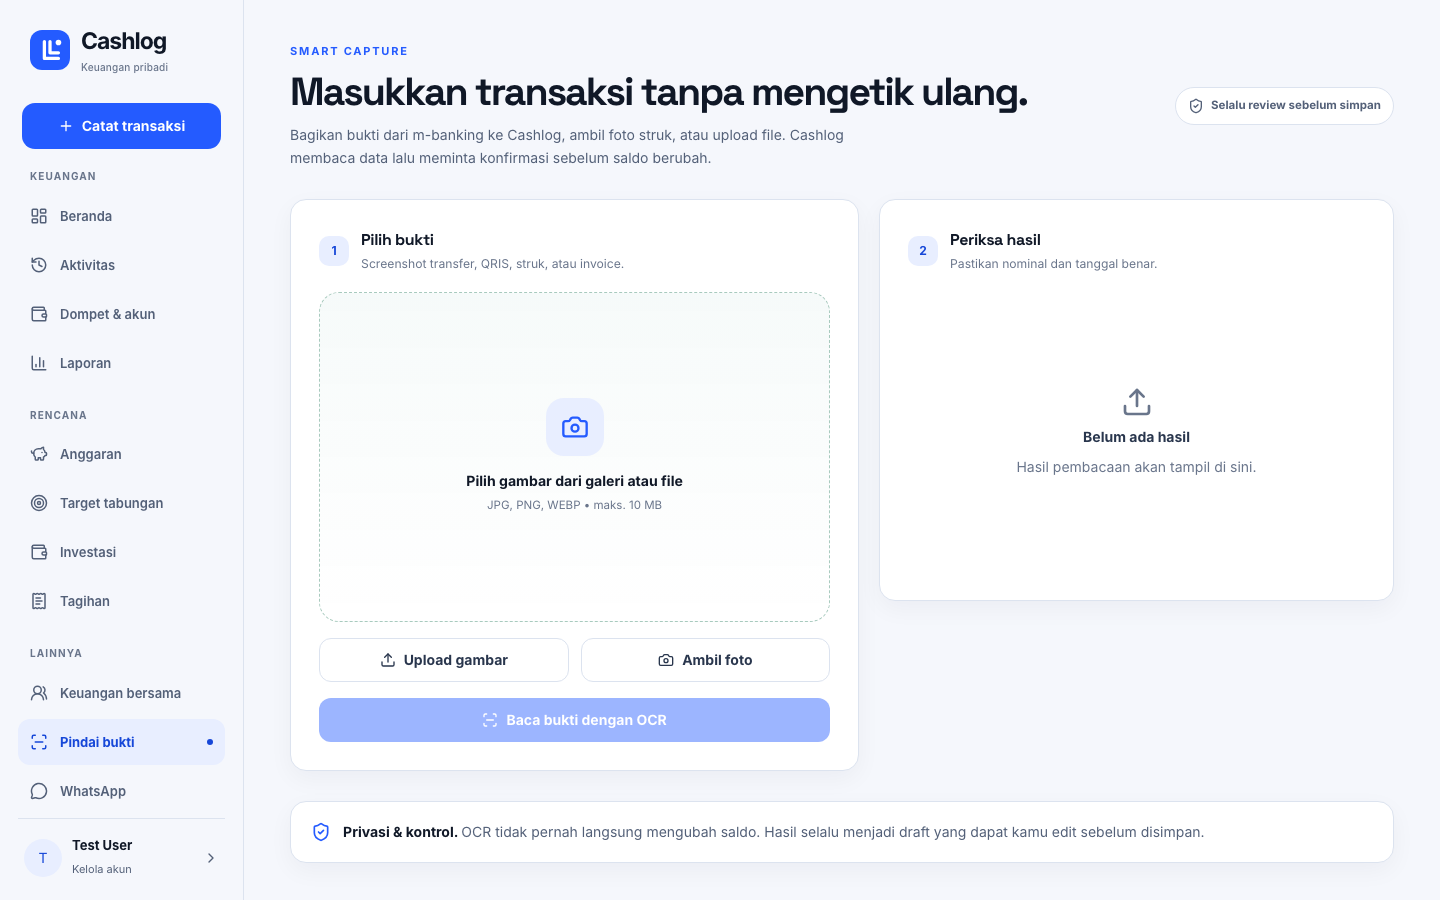 Cashlog
Keuangan pribadi
Catat transaksi
KEUANGAN
Beranda
Aktivitas
Dompet & akun
Laporan
RENCANA
Anggaran
Target tabungan
Investasi
Tagihan
LAINNYA
Keuangan bersama
Pindai bukti
WhatsApp
T
Test User
Kelola akun
SMART CAPTURE
Masukkan transaksi tanpa mengetik ulang.
Bagikan bukti dari m-banking ke Cashlog, ambil foto struk, atau upload file. Cashlog
membaca data lalu meminta konfirmasi sebelum saldo berubah.
Selalu review sebelum simpan
1
Pilih bukti
Screenshot transfer, QRIS, struk, atau invoice.
Pilih gambar dari galeri atau file
JPG, PNG, WEBP • maks. 10 MB
Upload gambar
Ambil foto
Baca bukti dengan OCR
2
Periksa hasil
Pastikan nominal dan tanggal benar.
Belum ada hasil
Hasil pembacaan akan tampil di sini.
Privasi & kontrol. OCR tidak pernah langsung mengubah saldo. Hasil selalu menjadi draft yang dapat kamu edit sebelum disimpan.